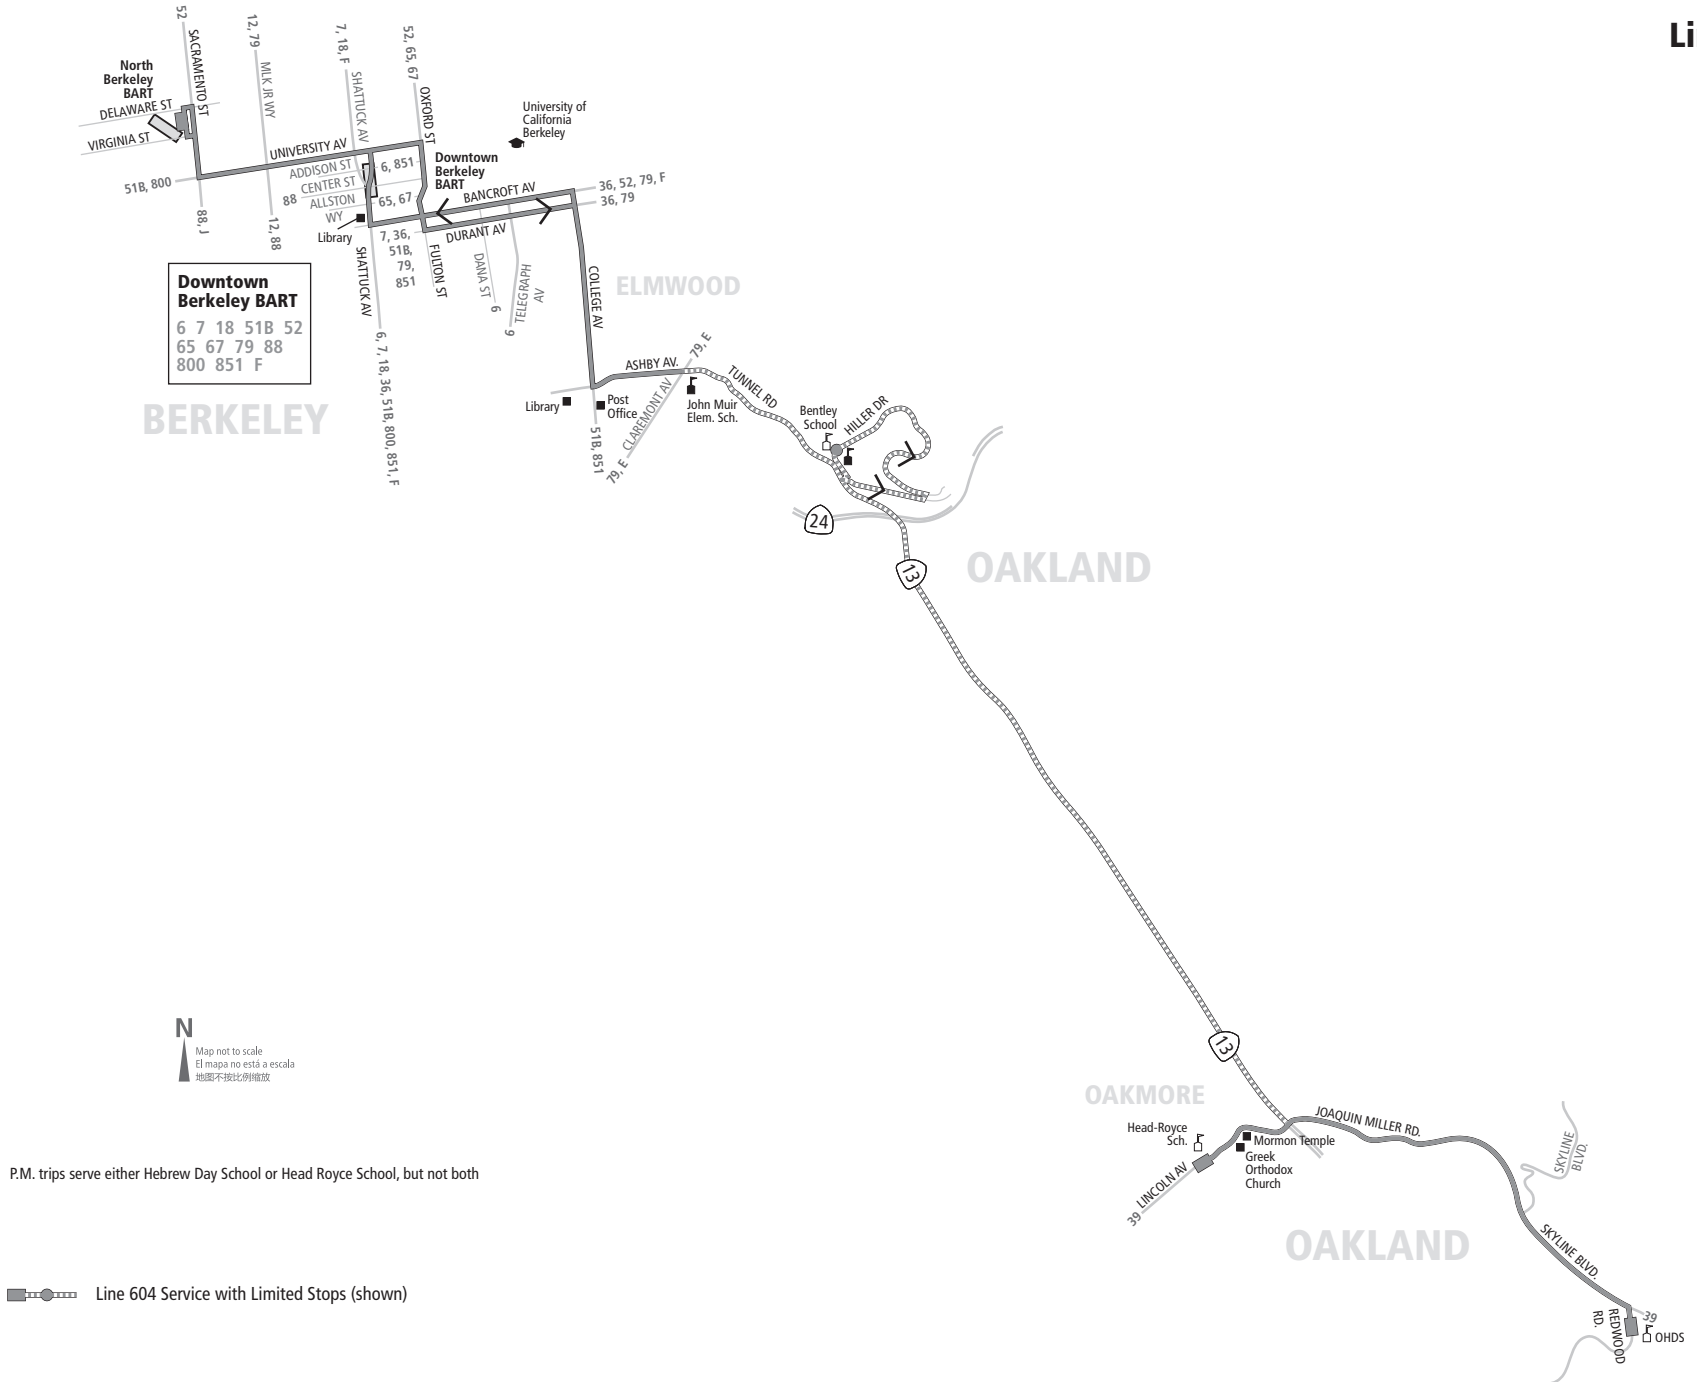 Li
52
SACRAMENTO ST
12, 79
MLK JR WY
7, 18, F
SHATTUCK AV
52, 65, 67
OXFORD ST
North
Berkeley
BART
DELAWARE ST
VIRGINIA ST
University of
California
Berkeley
UNIVERSITY AV
ADDISON ST
6, 851
Downtown
Berkeley
BART
CENTER ST
51B, 800
88
ALLSTON
WY
65, 67
BANCROFT AV
36, 52, 79, F
36, 79
88, J
12, 88
Library
7, 36,
51B,
79,
851
DURANT AV
SHATTUCK AV
FULTON ST
DANA ST
6
TELEGRAPH
AV
6
COLLEGE AV
ELMWOOD
Downtown
Berkeley BART
6 7 18 51B 52
65 67 79 88
800 851 F
6, 7, 18, 36, 51B, 800, 851, F
BERKELEY
ASHBY AV.
79, E
TUNNEL RD
Library
Post
Office
CLAREMONT AV
John Muir
Elem. Sch.
51B, 851
79, E
Bentley
School
HILLER DR
24
OAKLAND
13
N
Map not to scale
El mapa no está a escala
地图不按比例缩放
13
OAKMORE
Head-Royce
Sch.
JOAQUIN MILLER RD.
Mormon Temple
Greek
Orthodox
Church
SKYLINE
BLVD.
LINCOLN AV
39
P.M. trips serve either Hebrew Day School or Head Royce School, but not both
OAKLAND
SKYLINE BLVD.
Line 604 Service with Limited Stops (shown)
39
REDWOOD
RD.
OHDS